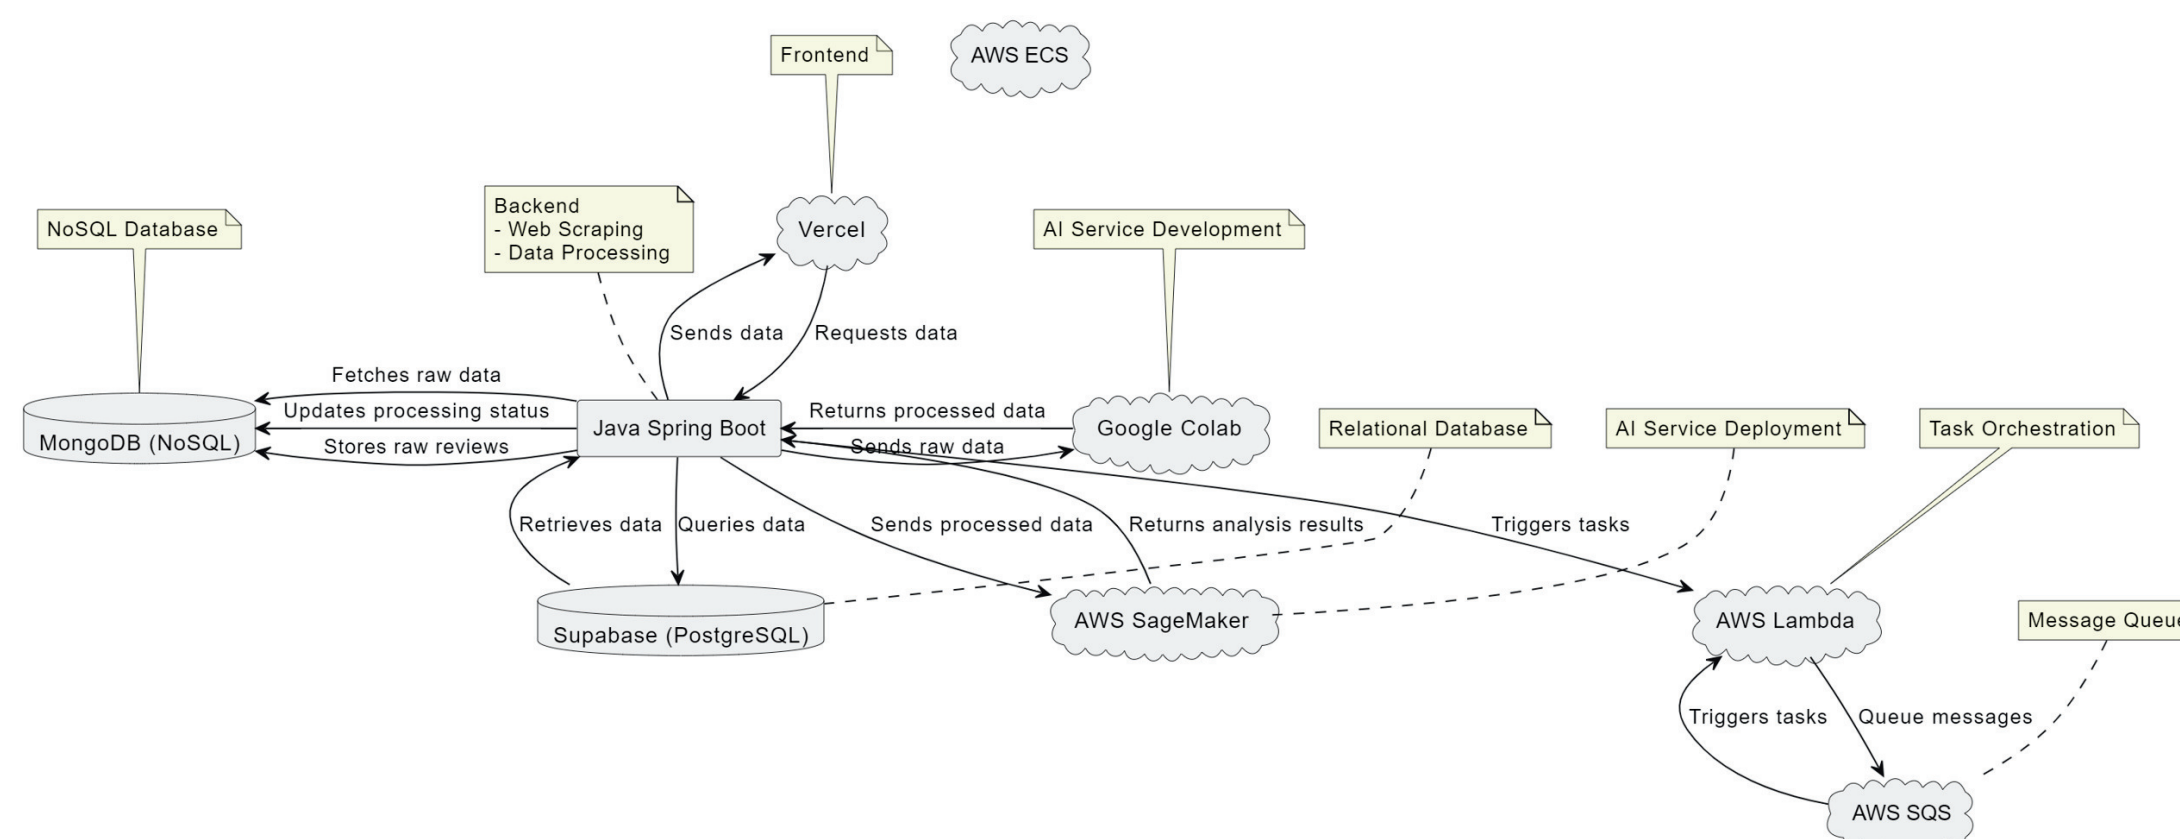 Frontend
AWS ECS
Backend
- Web Scraping
- Data Processing
NoSQL Database
Vercel
AI Service Development
Sends data
Requests data
Fetches raw data
Updates processing status
Stores raw reviews
MongoDB (NoSQL)
Java Spring Boot
Returns processed data
Sends raw data
Google Colab
Relational Database
AI Service Deployment
Task Orchestration
Retrieves data
Queries data
Sends processed data
Returns analysis results
Triggers tasks
Supabase (PostgreSQL)
AWS SageMaker
AWS Lambda
Message Queue
Triggers tasks
Queue messages
AWS SQS